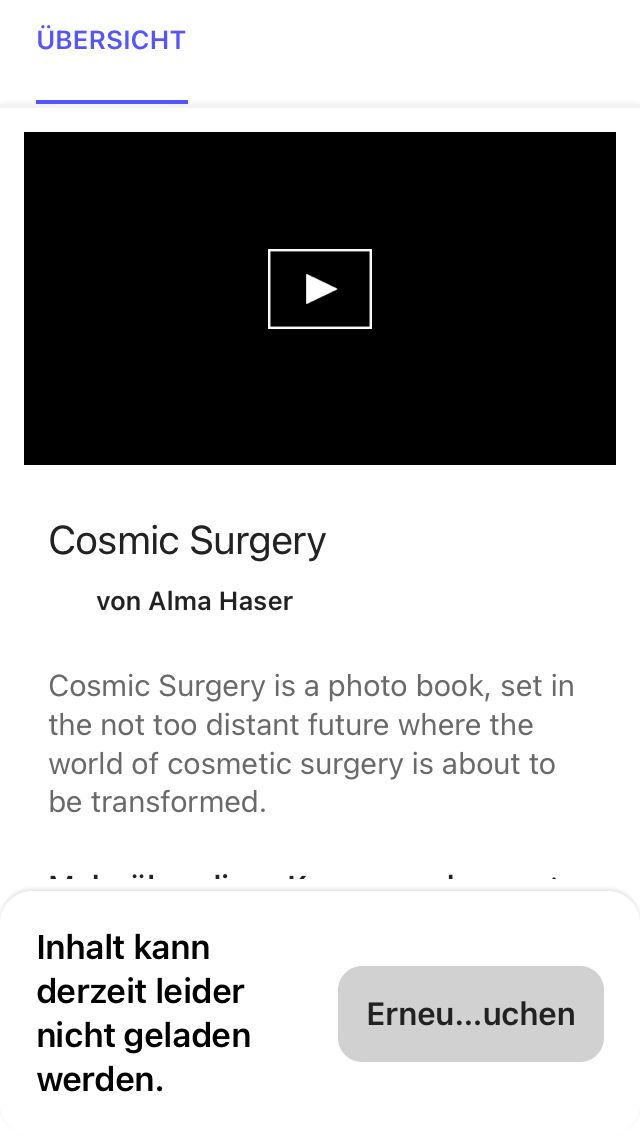 ÜBERSICHT
Cosmic Surgery
von Alma Haser
Cosmic Surgery is a photo book, set in
the not too distant future where the
world of cosmetic surgery is about to
be transformed.
Inhalt kann
derzeit leider
nicht geladen
werden.
Erneu...uchen